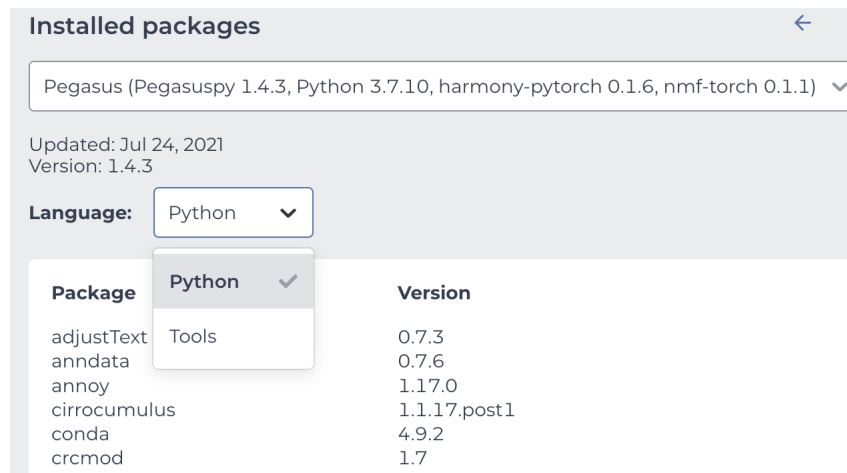 Installed packages
Pegasus (Pegasuspy 1.4.3, Python 3.7.10, harmony-pytorch 0.1.6, nmf-torch 0.1.1)
Updated: Jul 24, 2021
Version: 1.4.3
Language: Python
Python
Tools
Package Version
adjustText 0.7.3
anndata 0.7.6
annoy 1.17.0
cirrocumulus 1.1.17.post1
conda 4.9.2
crcmod 1.7